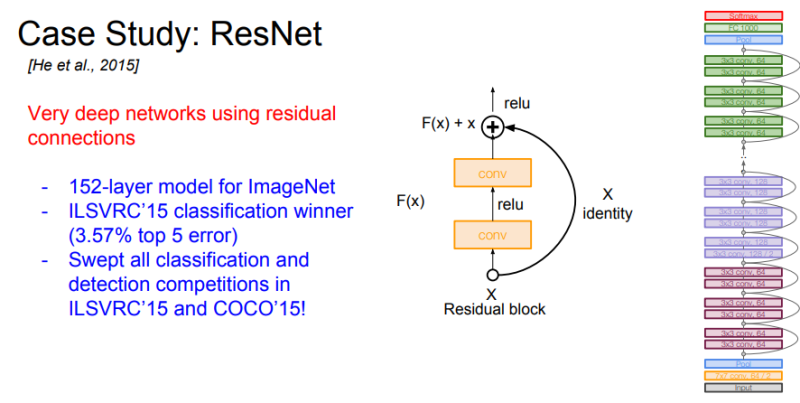 Case Study: ResNet
[He et al., 2015]
Very deep networks using residual
connections
- 152-layer model for ImageNet
- ILSVRC'15 classification winner
(3.57% top 5 error)
- Swept all classification and
detection competitions in
ILSVRC'15 and COCO'15!
relu
F(x) + x
+
conv
F(x)
relu
X
identity
conv
X
Residual block
Softmax
FC 1000
Pool
3x3 conv, 64
3x3 conv, 64
3x3 conv, 64
3x3 conv, 64
3x3 conv, 64
3x3 conv, 64
...
3x3 conv, 128
3x3 conv, 128
3x3 conv, 128
3x3 conv, 128
3x3 conv, 128
3x3 conv, 128 / 2
3x3 conv, 64
3x3 conv, 64
3x3 conv, 64
3x3 conv, 64
3x3 conv, 64
3x3 conv, 64
Pool
7x7 conv, 64 / 2
Input